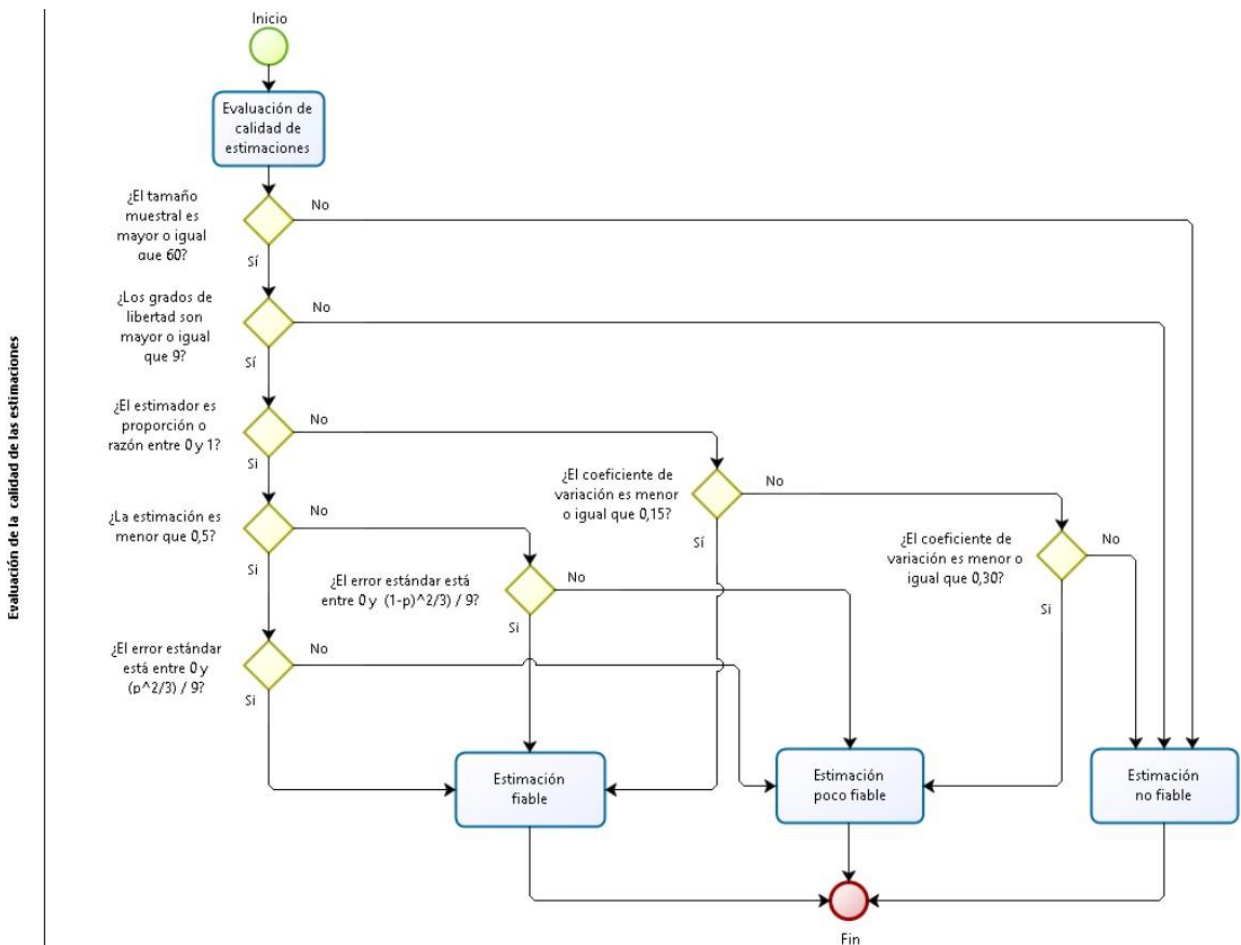 Evaluación de la calidad de las estimaciones
Inicio
Evaluación de
calidad de
estimaciones
¿El tamaño
muestral es
mayor o igual
que 60?
No
Sí
¿Los grados de
libertad son
mayor o igual
que 9?
No
Sí
¿El estimador es
proporción o
razón entre 0 y 1?
No
Si
¿El coeficiente de
variación es menor
o igual que 0,15?
No
Sí
¿La estimación es
menor que 0,5?
No
Si
¿El coeficiente de
variación es menor o
igual que 0,30?
No
Si
¿El error estándar está
entre 0 y (1-p)^2/3) / 9?
No
Si
¿El error estándar
está entre 0 y
(p^2/3) / 9?
No
Si
Estimación
fiable
Estimación
poco fiable
Estimación
no fiable
Fin